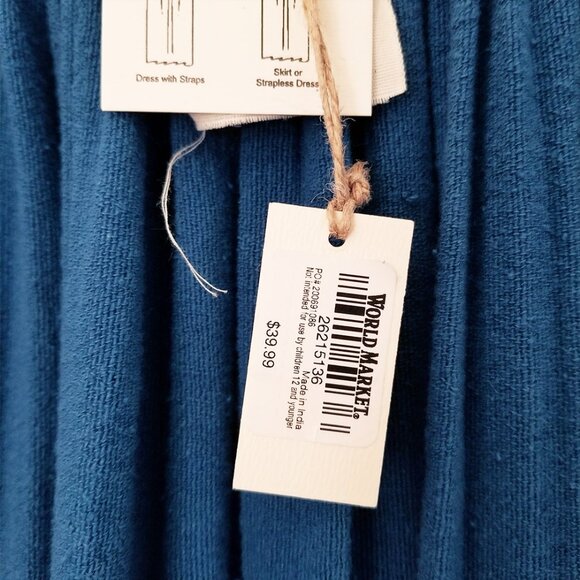 Dress with Straps
Skirt or
Strapless Dress
WORLD MARKET®
26215136
PO# 200691086 Made in India
Not intended for use by children 12 and younger
$39.99